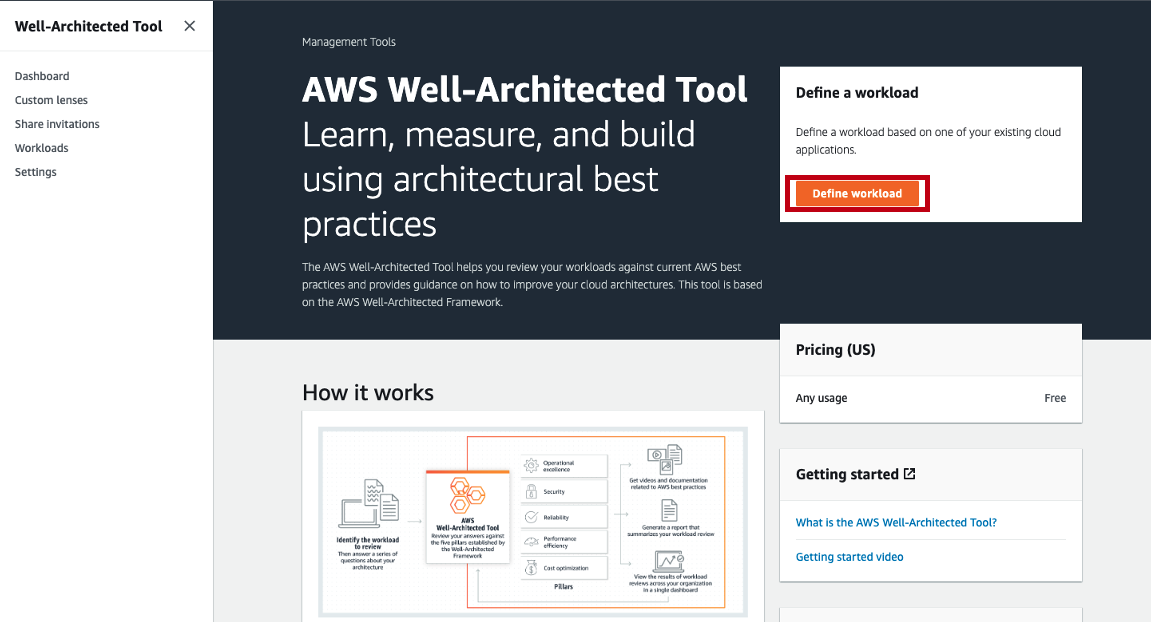 Well-Architected Tool
Dashboard
Custom lenses
Share invitations
Workloads
Settings
Management Tools
AWS Well-Architected Tool
Learn, measure, and build
using architectural best
practices
The AWS Well-Architected Tool helps you review your workloads against current AWS best
practices and provides guidance on how to improve your cloud architectures. This tool is based
on the AWS Well-Architected Framework.
Define a workload
Define a workload based on one of your existing cloud
applications.
Define workload
Pricing (US)
Any usage Free
Getting started
What is the AWS Well-Architected Tool?
Getting started video
How it works
Identify the workload
to review
Then answer a series of
questions about your
architecture
AWS
Well-Architected Tool
Review your answers against
the five pillars established by
the Well-Architected
Framework
Operational
excellence
Security
Reliability
Performance
efficiency
Cost optimization
Pillars
Get videos and documentation
related to AWS best practices
Generate a report that
summarizes your workload review
View the results of workload
reviews across your organization
in a single dashboard